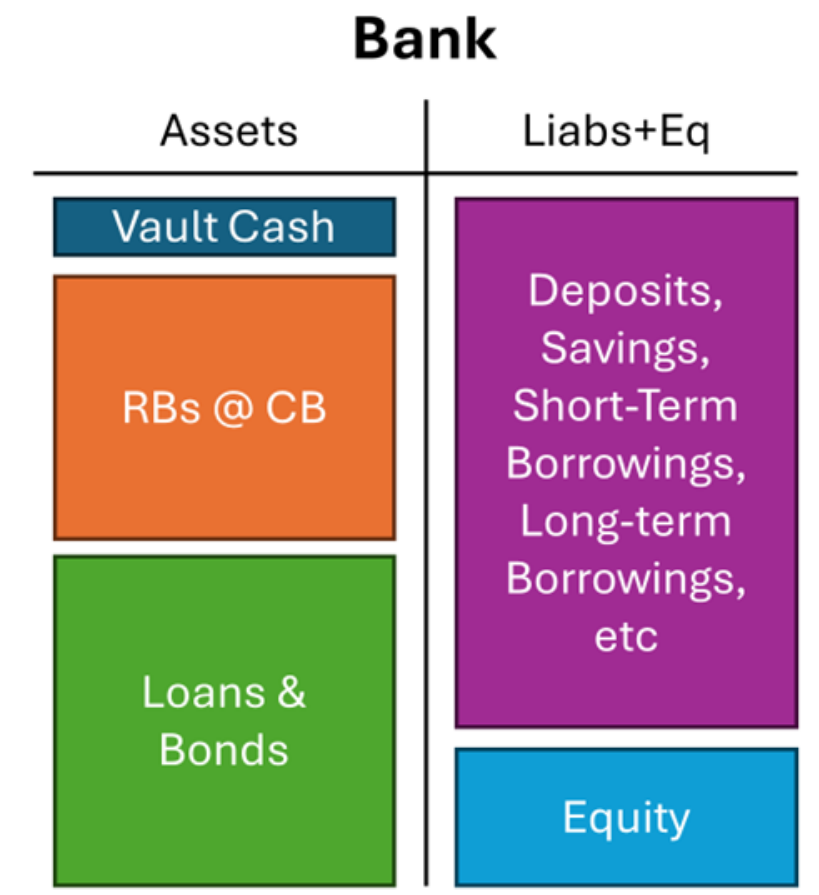 Bank
Assets
Liabs+Eq
Vault Cash
RBs @ CB
Loans &
Bonds
Deposits,
Savings,
Short-Term
Borrowings,
Long-term
Borrowings,
etc
Equity